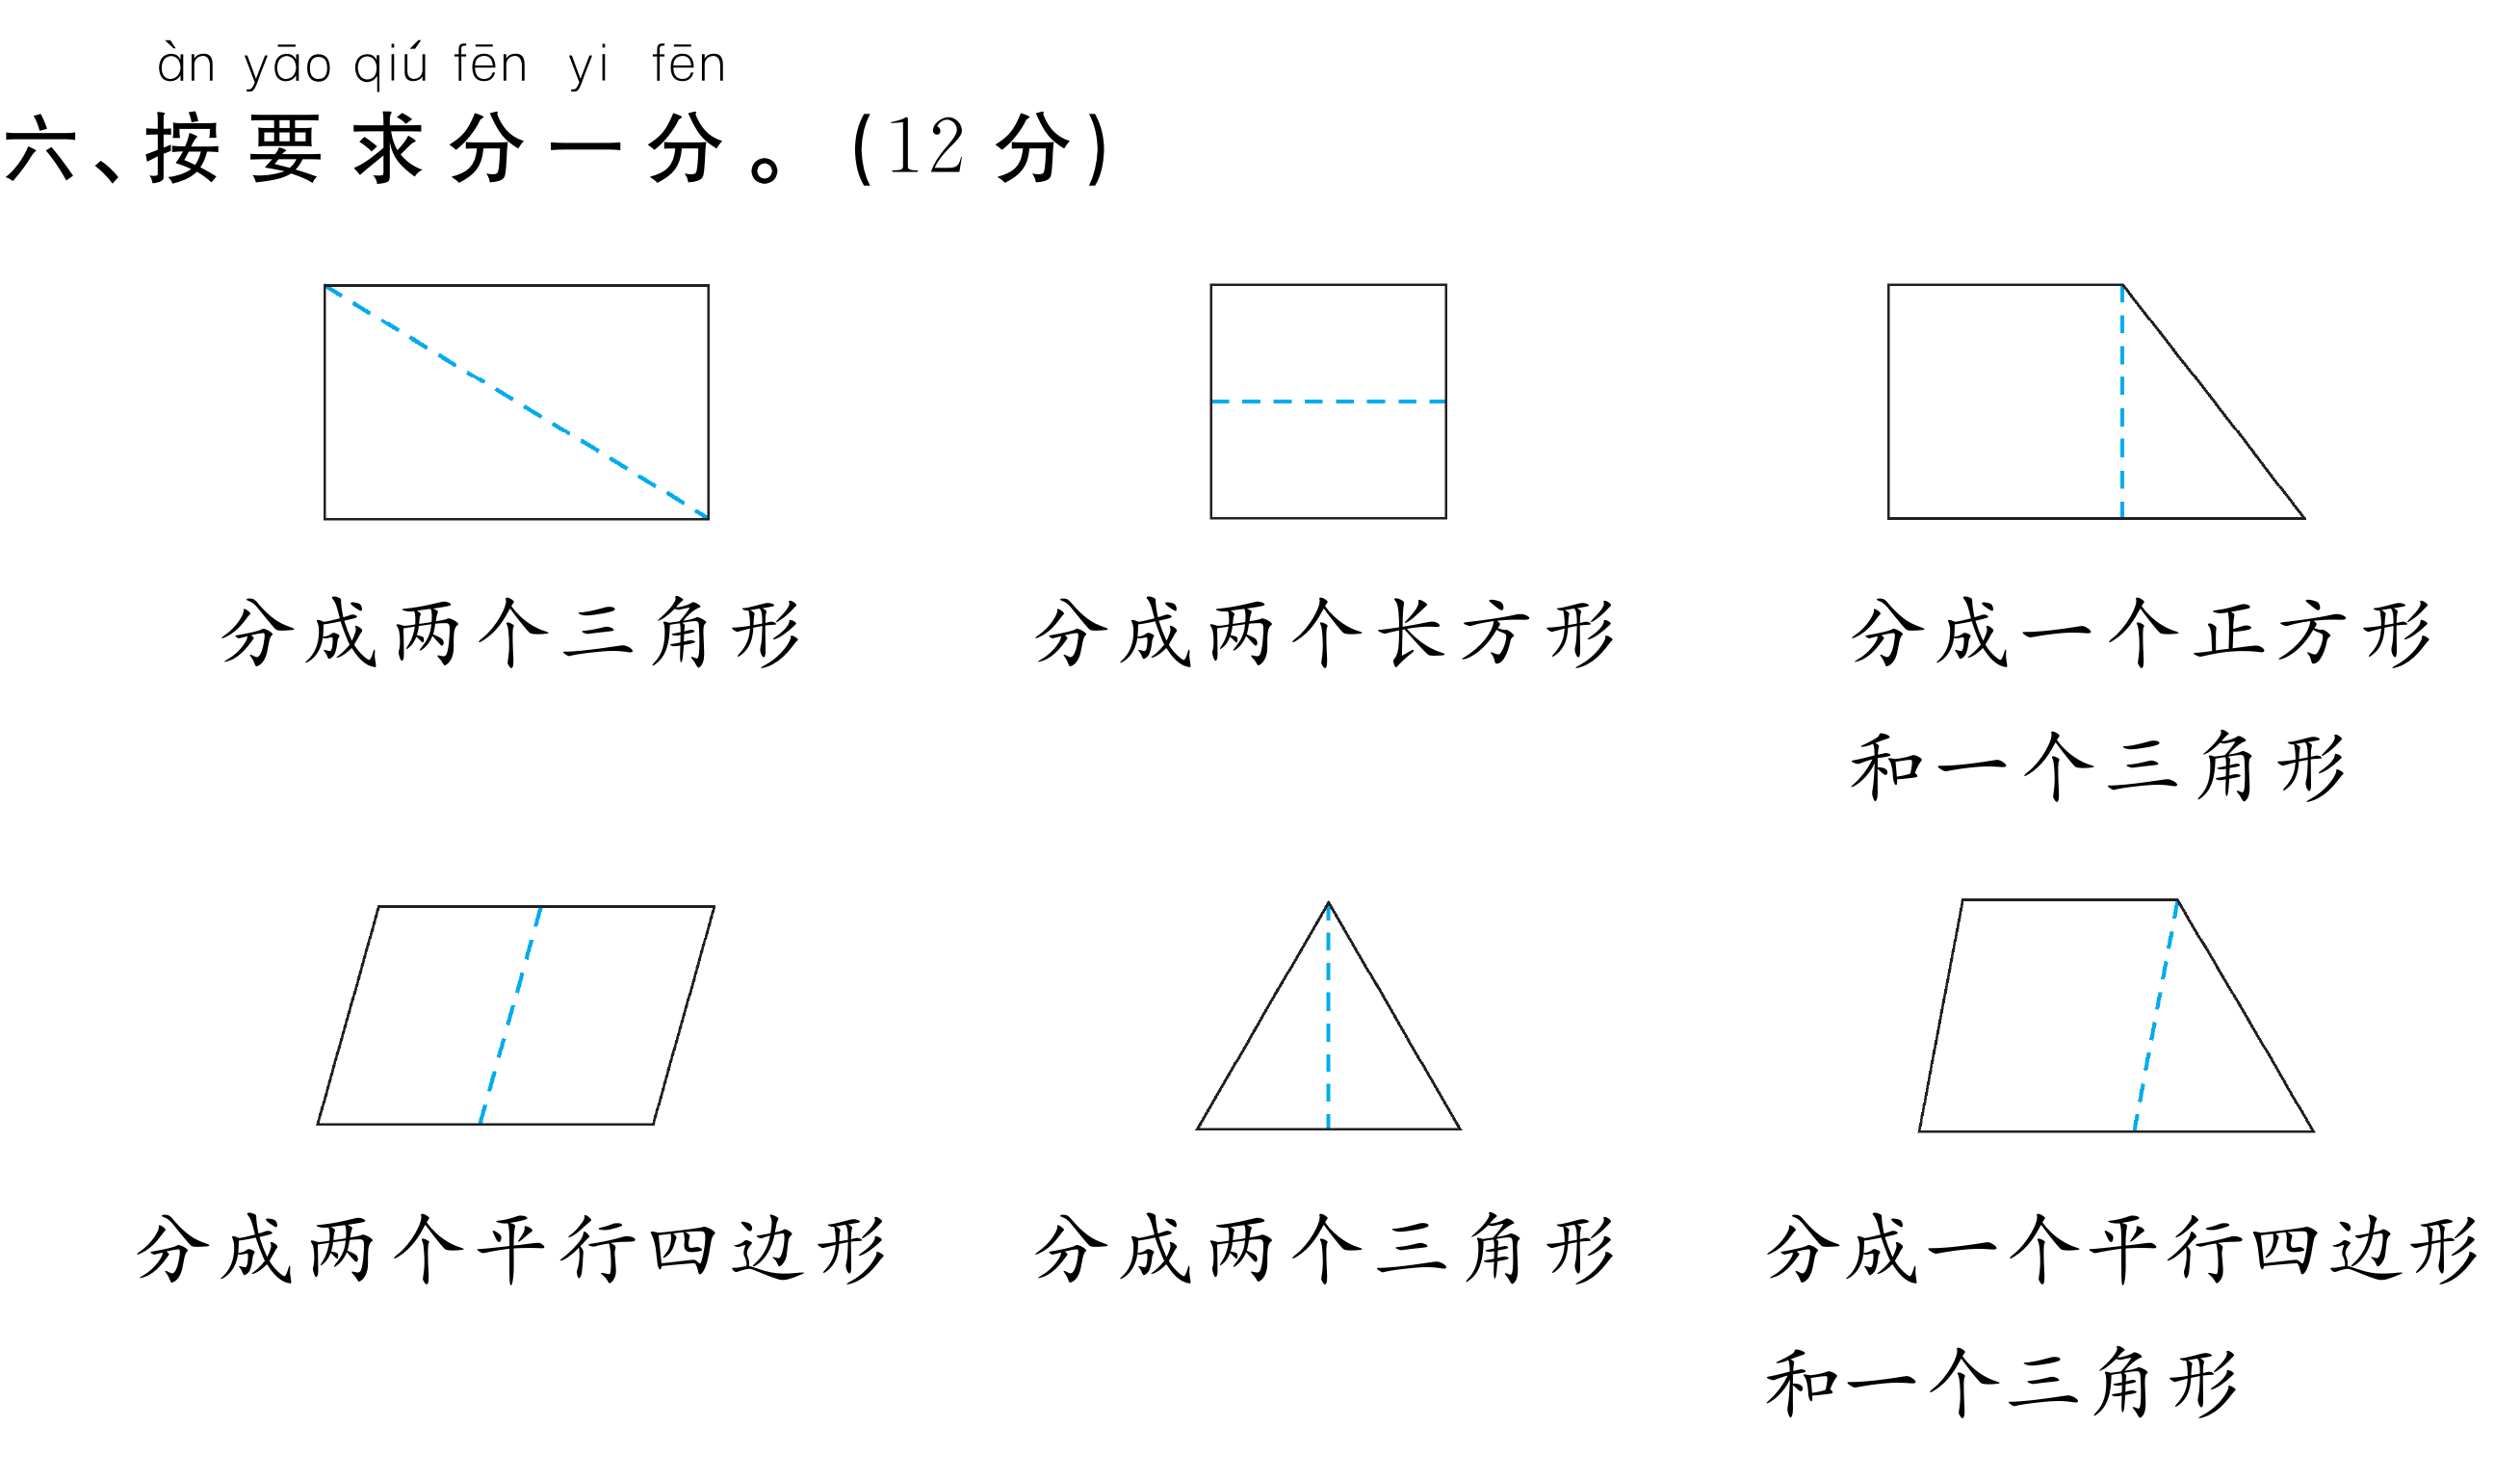 àn yāo qiú fēn yi fēn
六、按要求分一分。(12分)
分成两个三角形
分成两个长方形
分成一个正方形
和一个三角形
分成两个平行四边形
分成两个三角形
分成一个平行四边形
和一个三角形